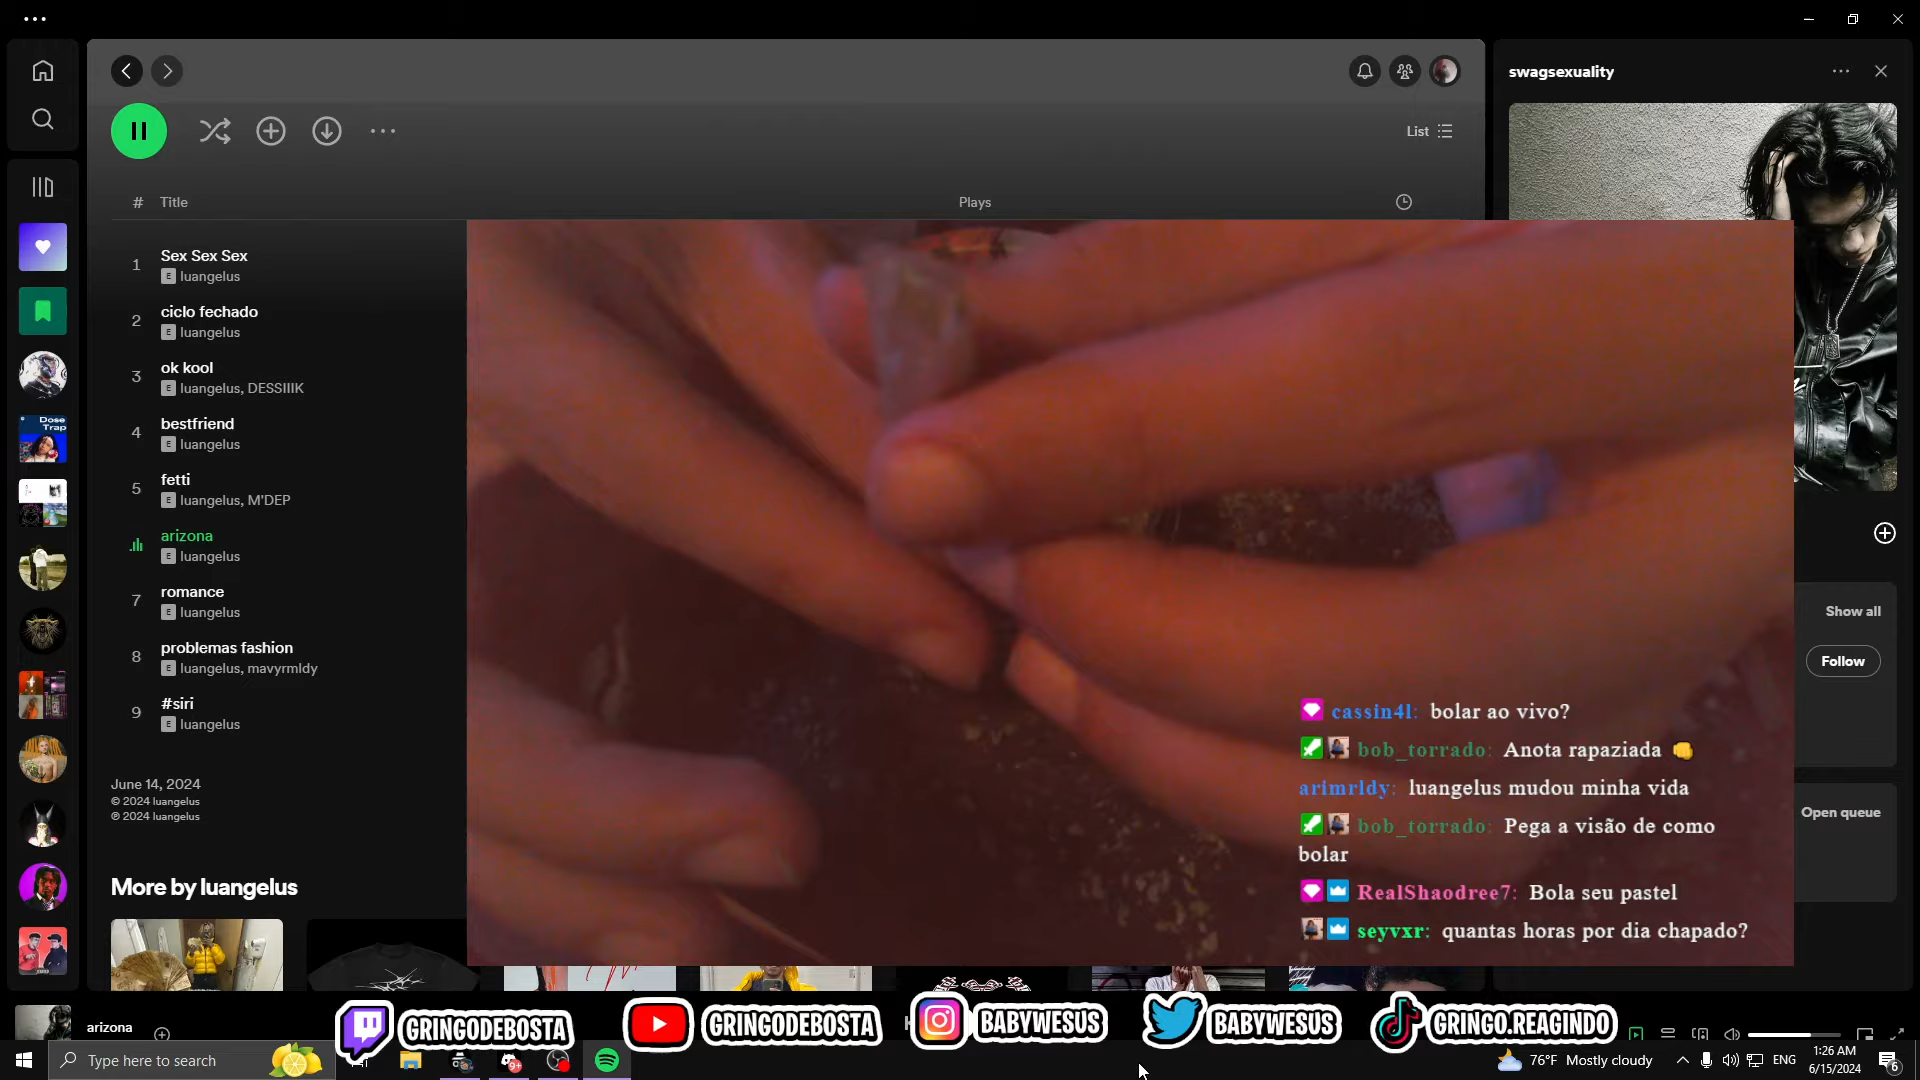 swagsexuality
List
# Title Plays
1 Sex Sex Sex
E luangelus
2 ciclo fechado
E luangelus
3 ok kool
E luangelus, DESSIIIK
4 bestfriend
E luangelus
5 fetti
E luangelus, M'DEP
arizona
E luangelus
7 romance
E luangelus
8 problemas fashion
E luangelus, mavyrmldy
9 #siri
E luangelus
June 14, 2024
© 2024 luangelus
℗ 2024 luangelus
More by luangelus
Dose
Trap
Show all
Follow
Open queue
cassin4l: bolar ao vivo?
bob_torrado: Anota rapaziada
arimrldy: luangelus mudou minha vida
bob_torrado: Pega a visão de como
bolar
RealShaodree7: Bola seu pastel
seyvxr: quantas horas por dia chapado?
arizona
GRINGODEBOSTA
GRINGODEBOSTA
BABYWESUS
BABYWESUS
GRINGO.REAGINDO
Type here to search
9+
76°F Mostly cloudy
ENG
1:26 AM
6/15/2024
6